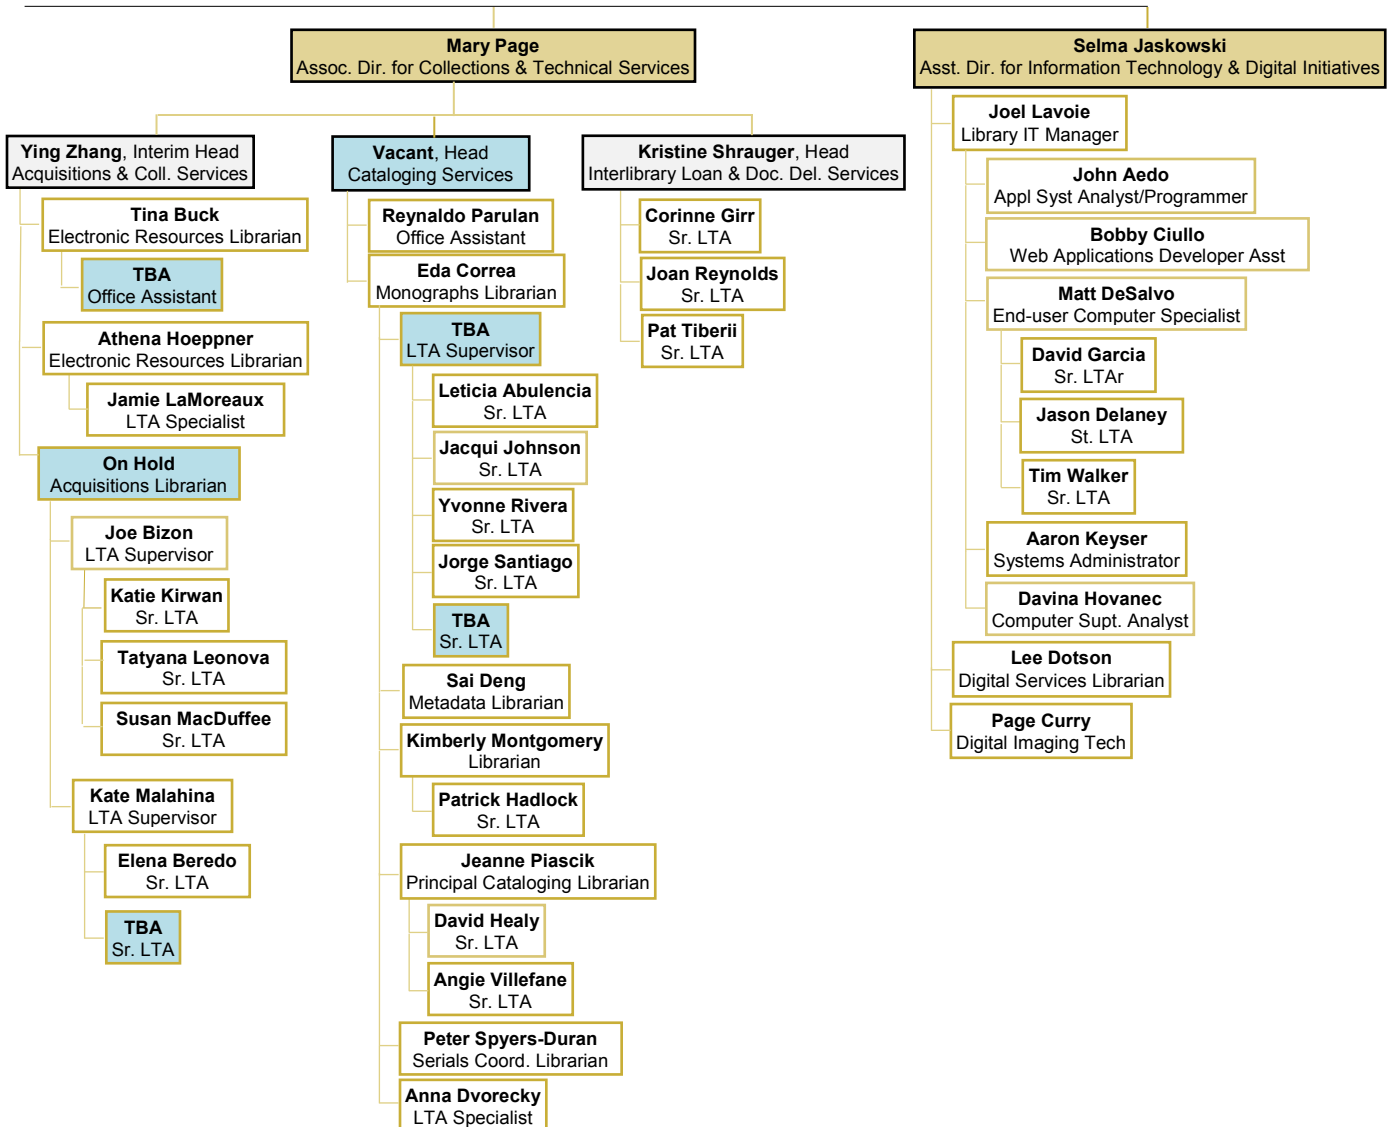 Mary Page
Assoc. Dir. for Collections & Technical Services
Selma Jaskowski
Asst. Dir. for Information Technology & Digital Initiatives
Ying Zhang, Interim Head
Acquisitions & Coll. Services
Tina Buck
Electronic Resources Librarian
TBA
Office Assistant
Athena Hoeppner
Electronic Resources Librarian
Jamie LaMoreaux
LTA Specialist
On Hold
Acquisitions Librarian
Joe Bizon
LTA Supervisor
Katie Kirwan
Sr. LTA
Tatyana Leonova
Sr. LTA
Susan MacDuffee
Sr. LTA
Kate Malahina
LTA Supervisor
Elena Beredo
Sr. LTA
TBA
Sr. LTA
Vacant, Head
Cataloging Services
Reynaldo Parulan
Office Assistant
Eda Correa
Monographs Librarian
TBA
LTA Supervisor
Leticia Abulencia
Sr. LTA
Jacqui Johnson
Sr. LTA
Yvonne Rivera
Sr. LTA
Jorge Santiago
Sr. LTA
TBA
Sr. LTA
Sai Deng
Metadata Librarian
Kimberly Montgomery
Librarian
Patrick Hadlock
Sr. LTA
Jeanne Piascik
Principal Cataloging Librarian
David Healy
Sr. LTA
Angie Villefane
Sr. LTA
Peter Spyers-Duran
Serials Coord. Librarian
Anna Dvorecky
LTA Specialist
Kristine Shrauger, Head
Interlibrary Loan & Doc. Del. Services
Corinne Girr
Sr. LTA
Joan Reynolds
Sr. LTA
Pat Tiberii
Sr. LTA
Joel Lavoie
Library IT Manager
John Aedo
Appl Syst Analyst/Programmer
Bobby Ciullo
Web Applications Developer Asst
Matt DeSalvo
End-user Computer Specialist
David Garcia
Sr. LTAr
Jason Delaney
St. LTA
Tim Walker
Sr. LTA
Aaron Keyser
Systems Administrator
Davina Hovanec
Computer Supt. Analyst
Lee Dotson
Digital Services Librarian
Page Curry
Digital Imaging Tech